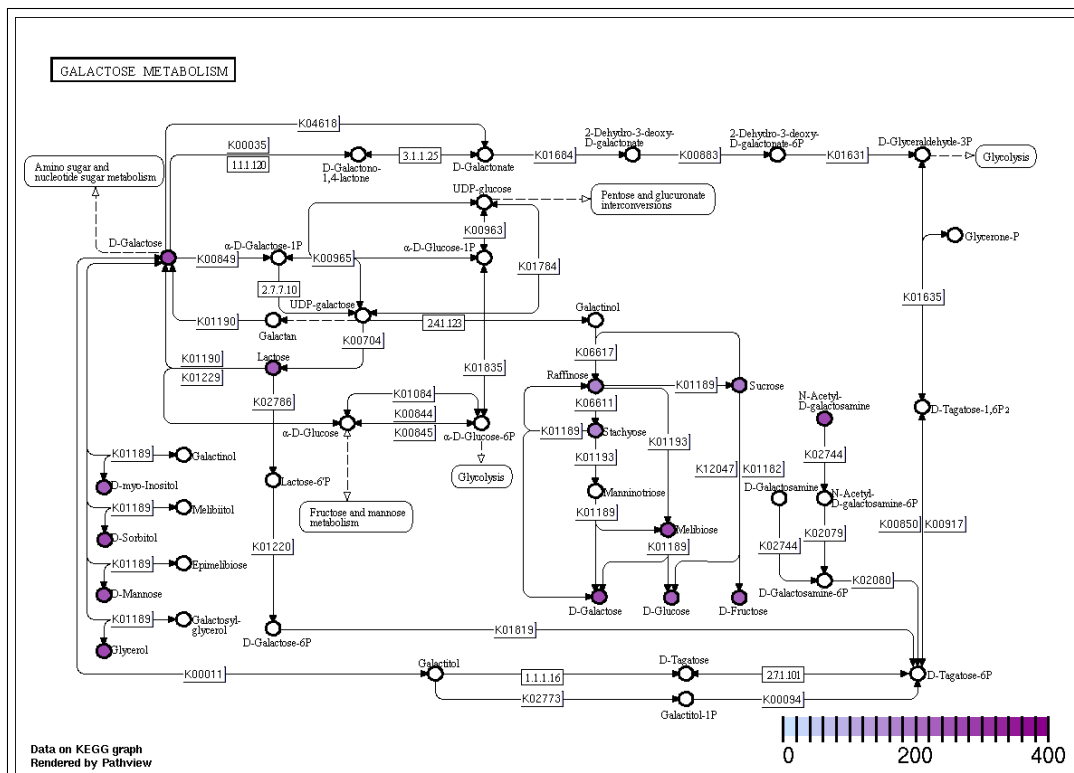 GALACTOSE METABOLISM
K04618
K00035
1.1.1.120
3.1.1.25
D-Galactono-
1,4-lactone
D-Galactonate
K01684
2-Dehydro-3-deoxy-
D-galactonate
K00883
2-Dehydro-3-deoxy-
D-galactonate-6P
K01631
D-Glyceraldehyde-3P
Glycolysis
Amino sugar and
nucleotide sugar metabolism
UDP-glucose
Pentose and glucuronate
interconversions
D-Galactose
K00849
α-D-Galactose-1P
K00965
α-D-Glucose-1P
K00963
K01784
Glycerone-P
2.7.7.10
UDP-galactose
K01190
Galactan
K00704
2.4.1.123
Galactinol
K01635
K01190
K01229
Lactose
K01835
K06617
Raffinose
K01189
Sucrose
K02786
K01084
K00844
K00845
α-D-Glucose
α-D-Glucose-6P
K06611
K01189
Stachyose
K01193
K01193
N-Acetyl-
D-galactosamine
D-Tagatose-1,6P2
K01189
Galactinol
D-myo-Inositol
Lactose-6'P
Glycolysis
Manninotriose
K12047
K01182
K02744
D-Galactosamine
N-Acetyl-
D-galactosamine-6P
K01189
Melibiitol
D-Sorbitol
Fructose and mannose
metabolism
K01189
Melibiose
K00850
K00917
K01220
K01189
K02744
K02079
K01189
Epimelibiose
D-Mannose
D-Galactose
D-Glucose
D-Fructose
D-Galactosamine-6P
K02080
K01189
Galactosyl-
glycerol
Glycerol
D-Galactose-6P
K01819
K00011
Galactitol
1.1.1.16
D-Tagatose
2.7.1.101
D-Tagatose-6P
K02773
Galactitol-1P
K00094
Data on KEGG graph
Rendered by Pathview
0
200
400